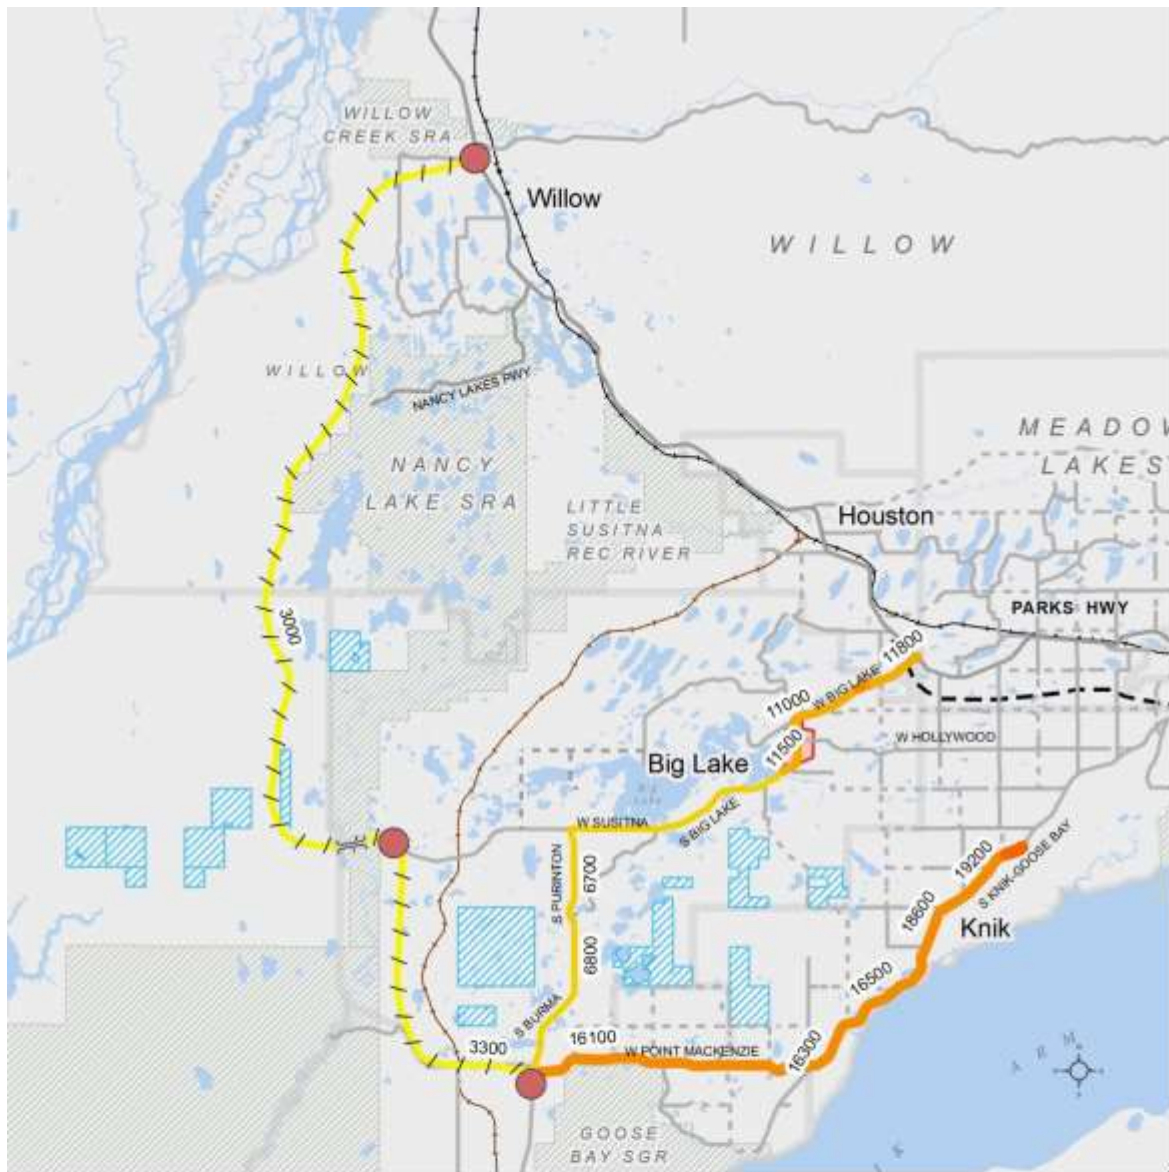 WILLOW
CREEK SRA
Willow
WILLOW
WILLOW
NANCY LAKES PWY
MEADOW
LAKES
NANCY
LAKE SRA
LITTLE
SUSITNA
REC RIVER
Houston
3000
PARKS HWY
11800
W BIG LAKE
11000
W HOLLYWOOD
11500
Big Lake
W SUSITNA
S BIG LAKE
S PURINTON
6700
19200
S KNIK-GOOSE BAY
18600
Knik
6800
16500
S BURMA
3300
16100
W POINT MACKENZIE
16300
A R M
GOOSE
BAY SGR
I K